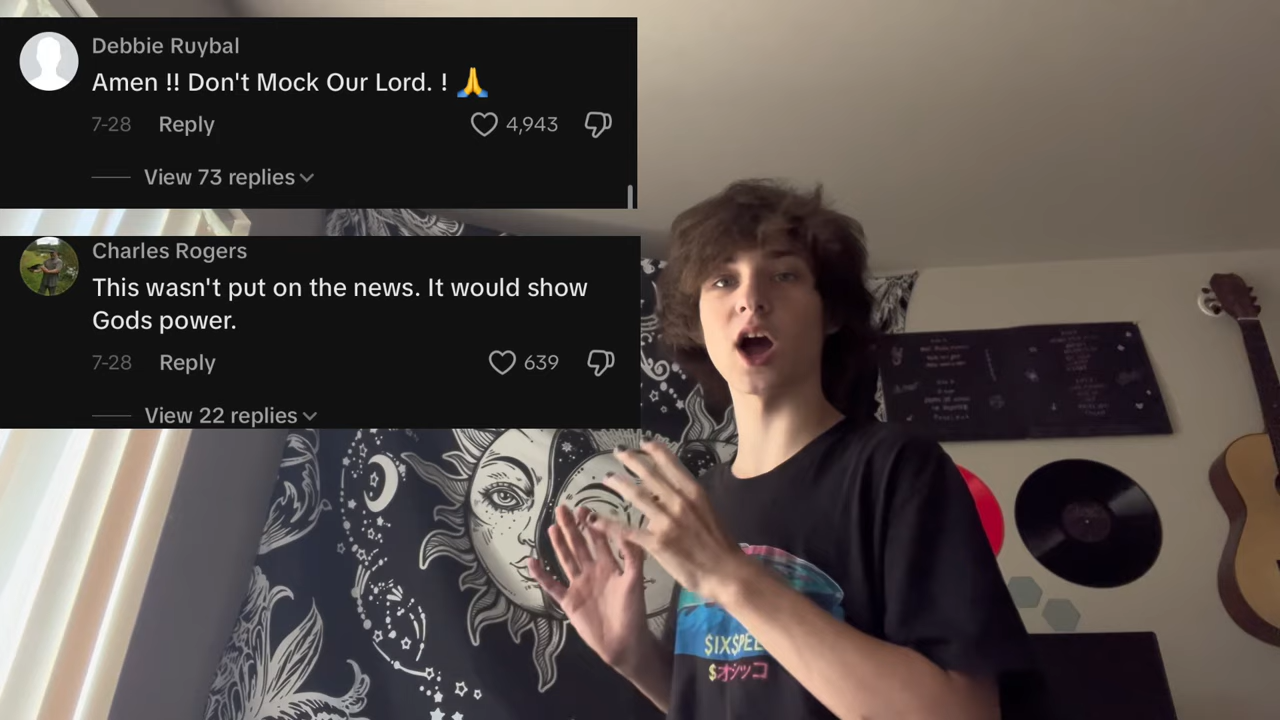 Debbie Ruybal
Amen !! Don't Mock Our Lord. ! 🙏
7-28 Reply 4,943
View 73 replies
Charles Rogers
This wasn't put on the news. It would show
Gods power.
7-28 Reply 639
View 22 replies